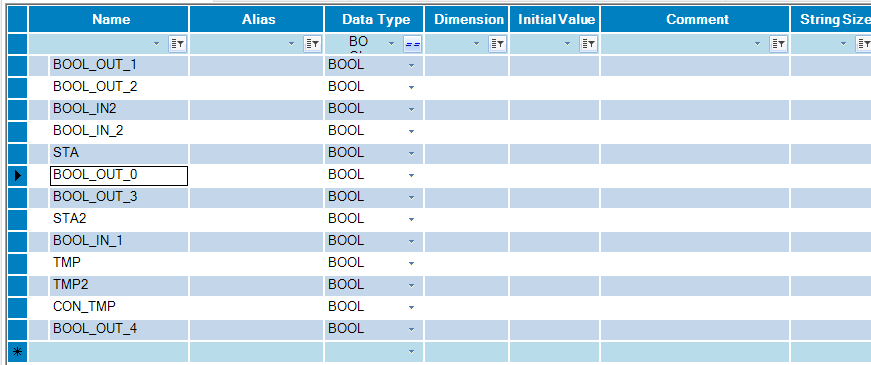 Name Alias Data Type Dimension Initial Value Comment String Size
BO ==
BOOL_OUT_1 BOOL
BOOL_OUT_2 BOOL
BOOL_IN2 BOOL
BOOL_IN_2 BOOL
STA BOOL
BOOL_OUT_0 BOOL
BOOL_OUT_3 BOOL
STA2 BOOL
BOOL_IN_1 BOOL
TMP BOOL
TMP2 BOOL
CON_TMP BOOL
BOOL_OUT_4 BOOL